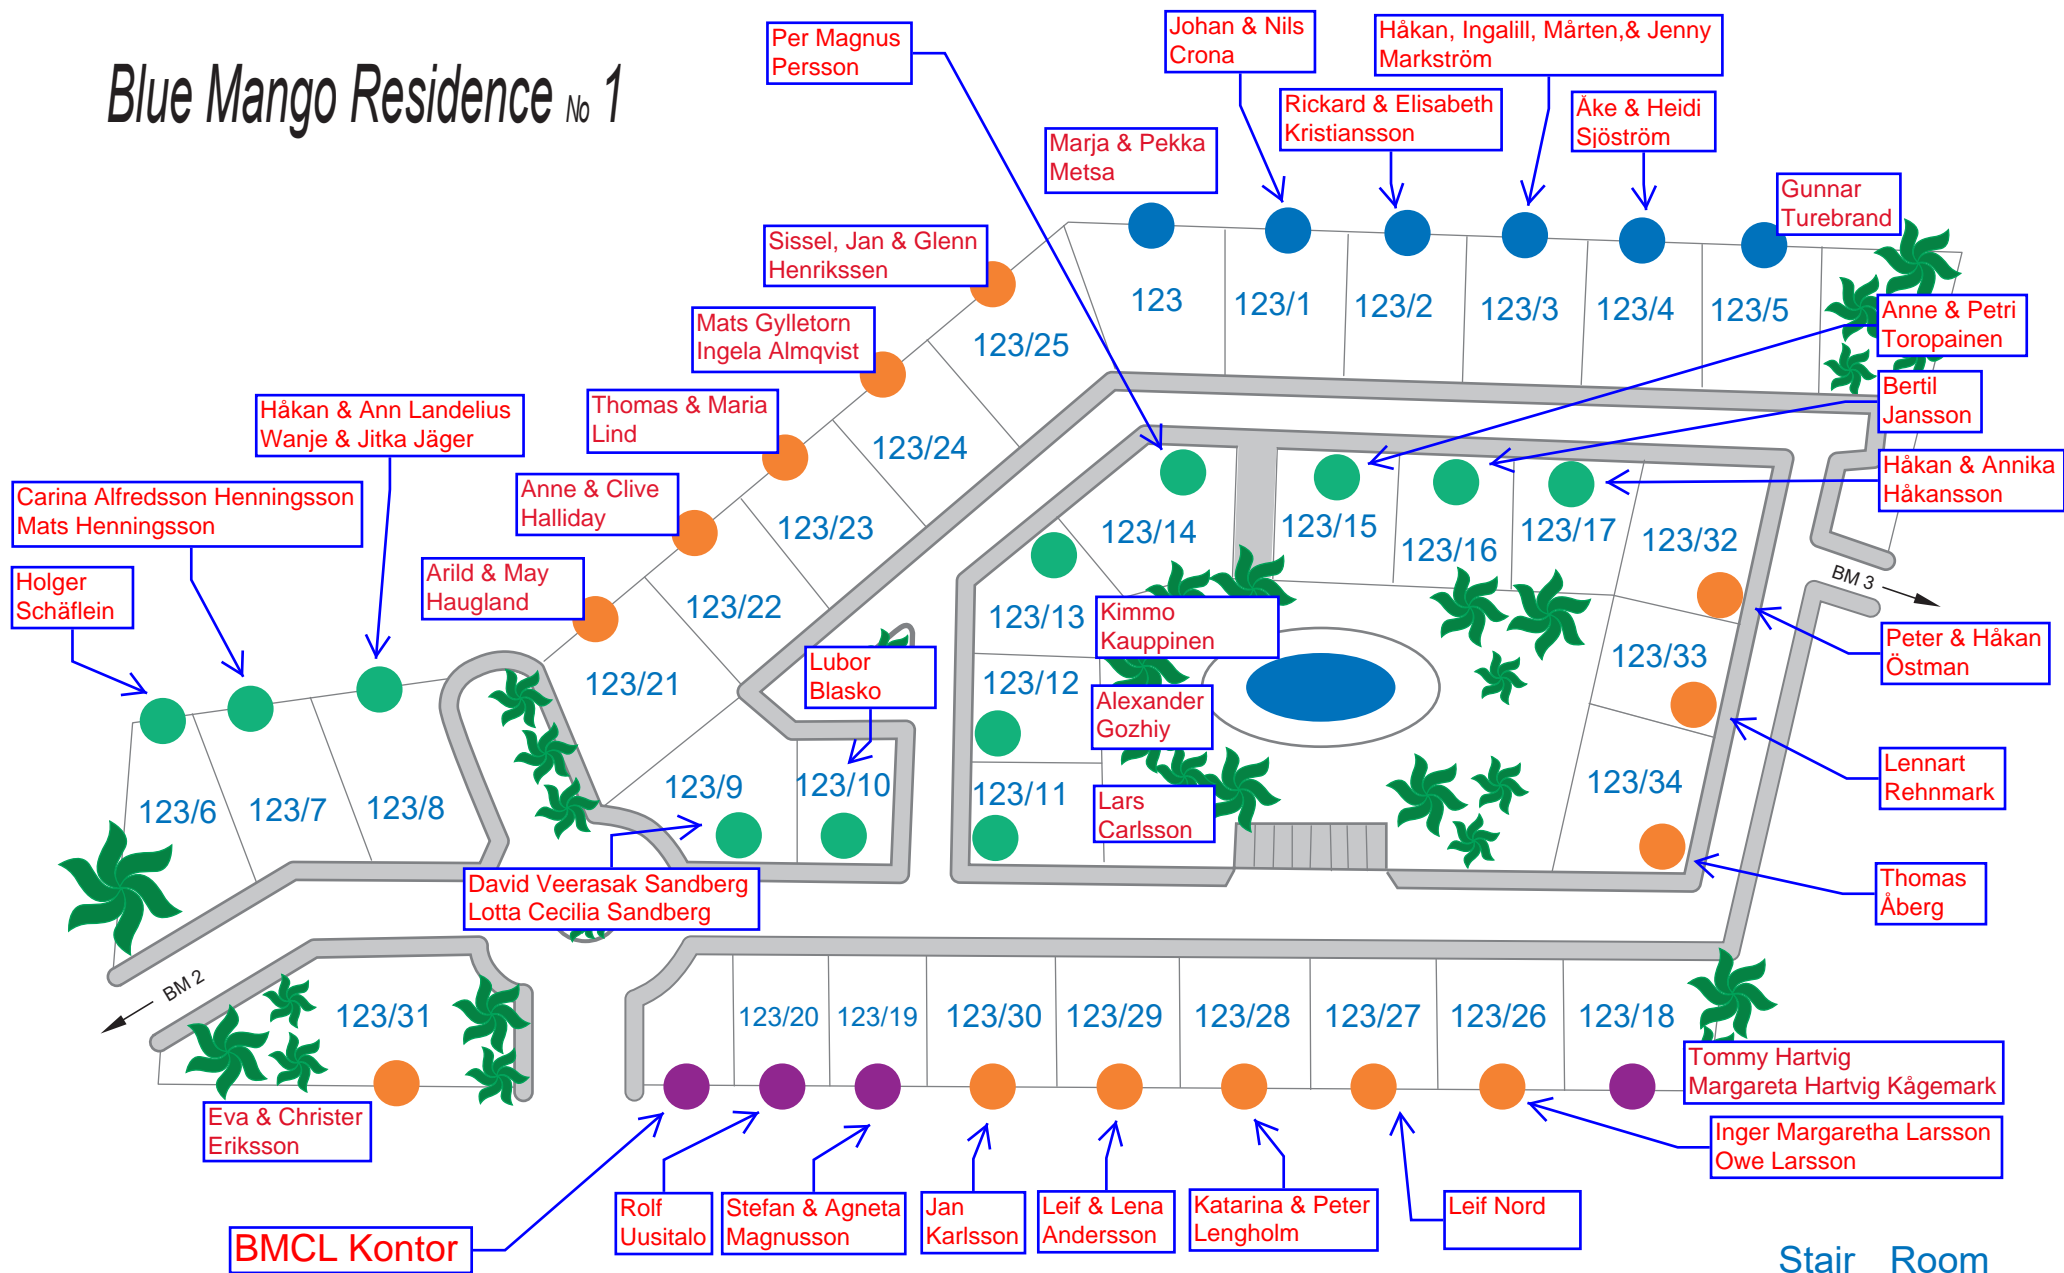 Blue Mango Residence No 1
Per Magnus
Persson
Johan & Nils
Crona
Håkan, Ingalill, Mårten,& Jenny
Markström
Rickard & Elisabeth
Kristiansson
Åke & Heidi
Sjöström
Marja & Pekka
Metsa
Gunnar
Turebrand
Sissel, Jan & Glenn
Henrikssen
Mats Gylletorn
Ingela Almqvist
Thomas & Maria
Lind
Håkan & Ann Landelius
Wanje & Jitka Jäger
Anne & Clive
Halliday
Carina Alfredsson Henningsson
Mats Henningsson
Arild & May
Haugland
Holger
Schäflein
123
123/1
123/2
123/3
123/4
123/5
Anne & Petri
Toropainen
Bertil
Jansson
Håkan & Annika
Håkansson
123/25
123/24
123/23
123/22
123/21
123/14
123/15
123/16
123/17
123/32
BM 3
123/13
Kimmo
Kauppinen
123/33
Peter & Håkan
Östman
Lubor
Blasko
123/12
Alexander
Gozhiy
Lennart
Rehnmark
123/6
123/7
123/8
123/9
123/10
123/11
Lars
Carlsson
123/34
David Veerasak Sandberg
Lotta Cecilia Sandberg
Thomas
Åberg
BM 2
123/31
123/20
123/19
123/30
123/29
123/28
123/27
123/26
123/18
Tommy Hartvig
Margareta Hartvig Kågemark
Eva & Christer
Eriksson
Inger Margaretha Larsson
Owe Larsson
BMCL Kontor
Rolf
Uusitalo
Stefan & Agneta
Magnusson
Jan
Karlsson
Leif & Lena
Andersson
Katarina & Peter
Lengholm
Leif Nord
Stair Room